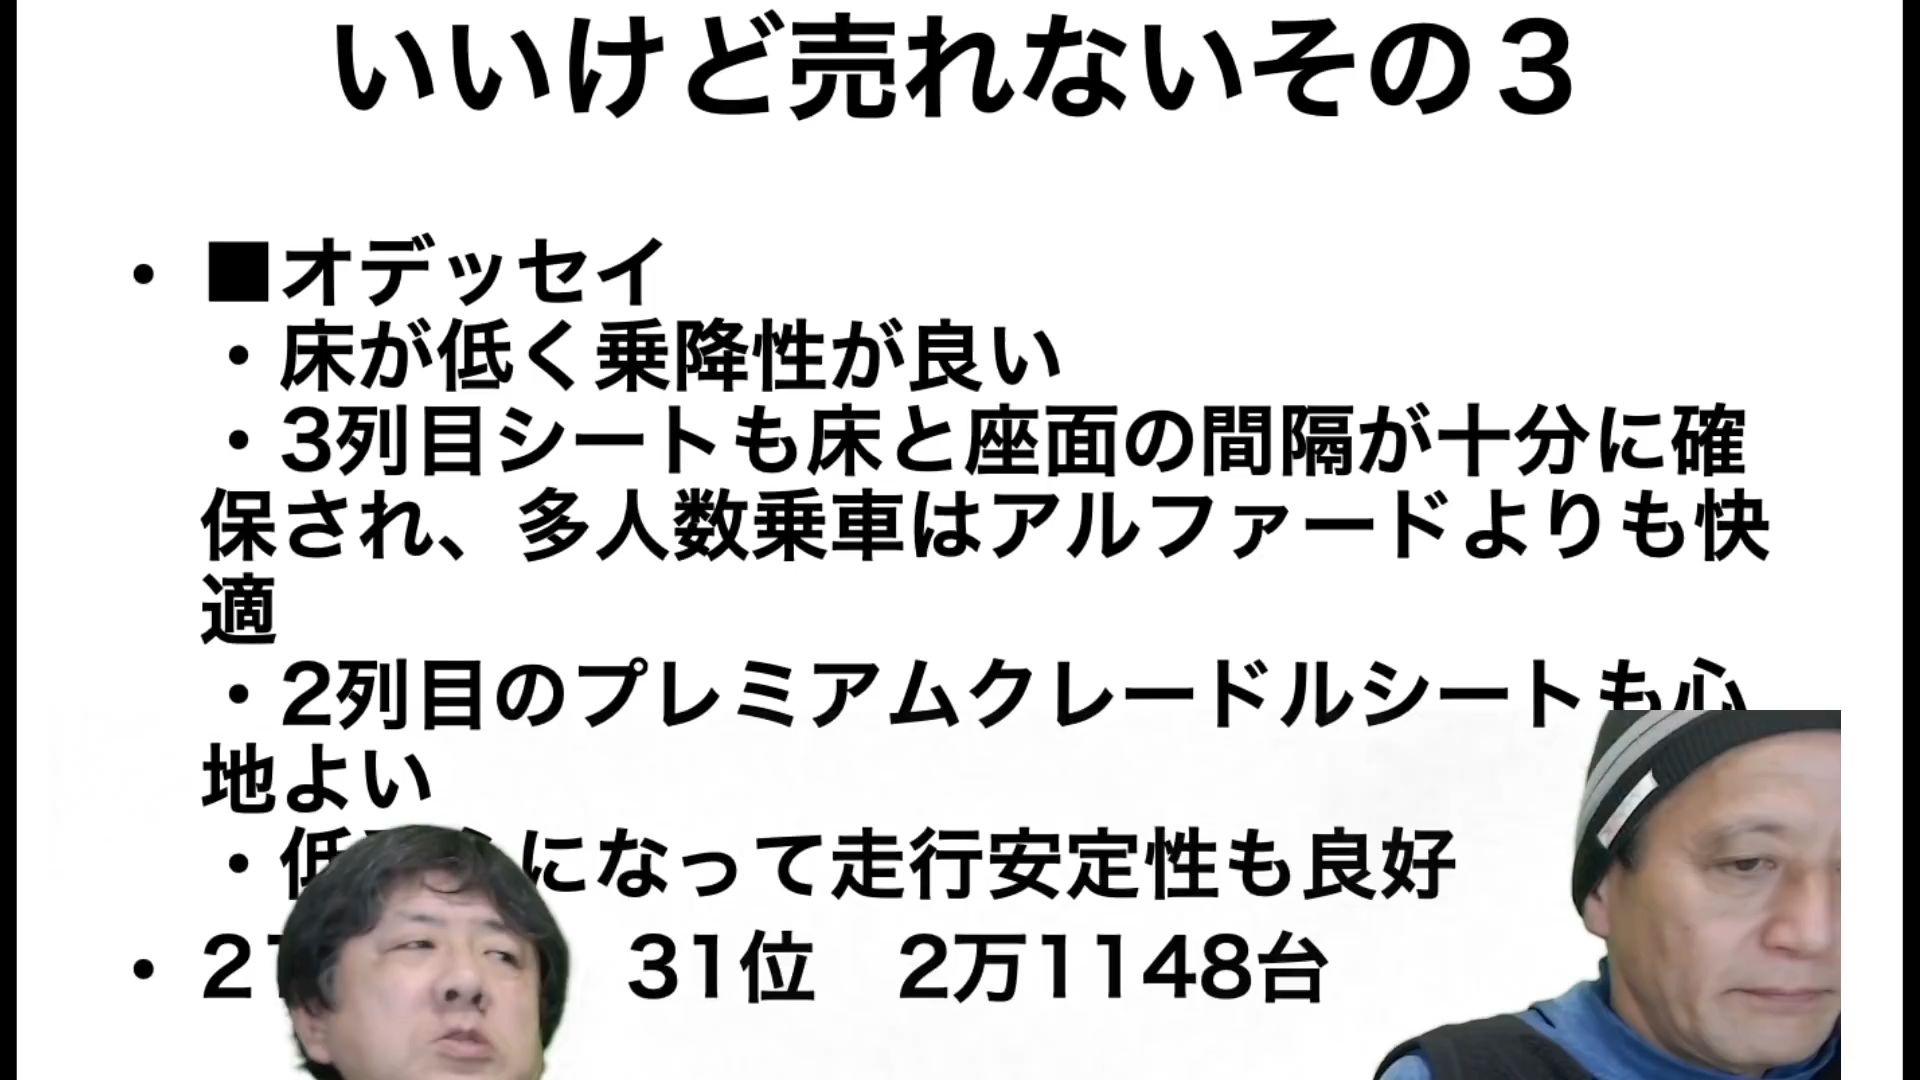 いいけど売れないその３
• ■オデッセイ
・床が低く乗降性が良い
・3列目シートも床と座面の間隔が十分に確
保され、多人数乗車はアルファードよりも快
適
・2列目のプレミアムクレードルシートも心
地よい
・低 になって走行安定性も良好
• 2 31位　2万1148台